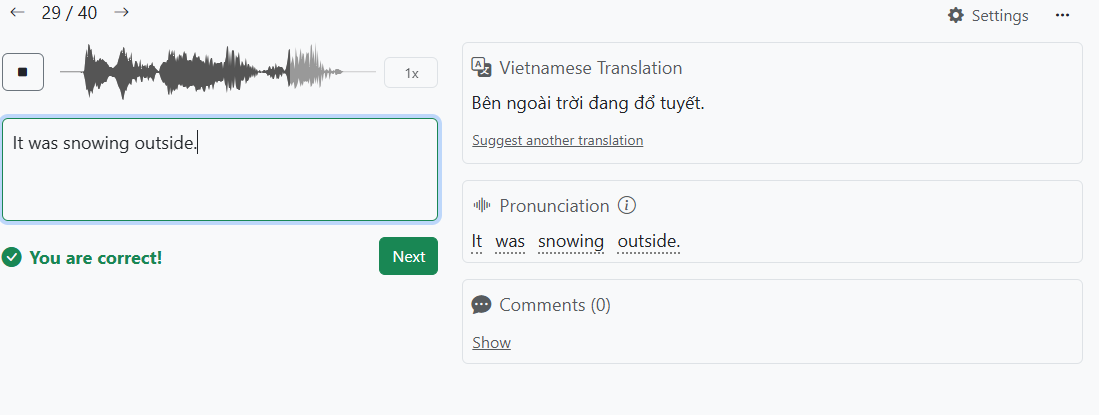 29 / 40
Settings
1x
It was snowing outside.
You are correct!
Next
Vietnamese Translation
Bên ngoài trời đang đổ tuyết.
Suggest another translation
Pronunciation
It was snowing outside.
Comments (0)
Show